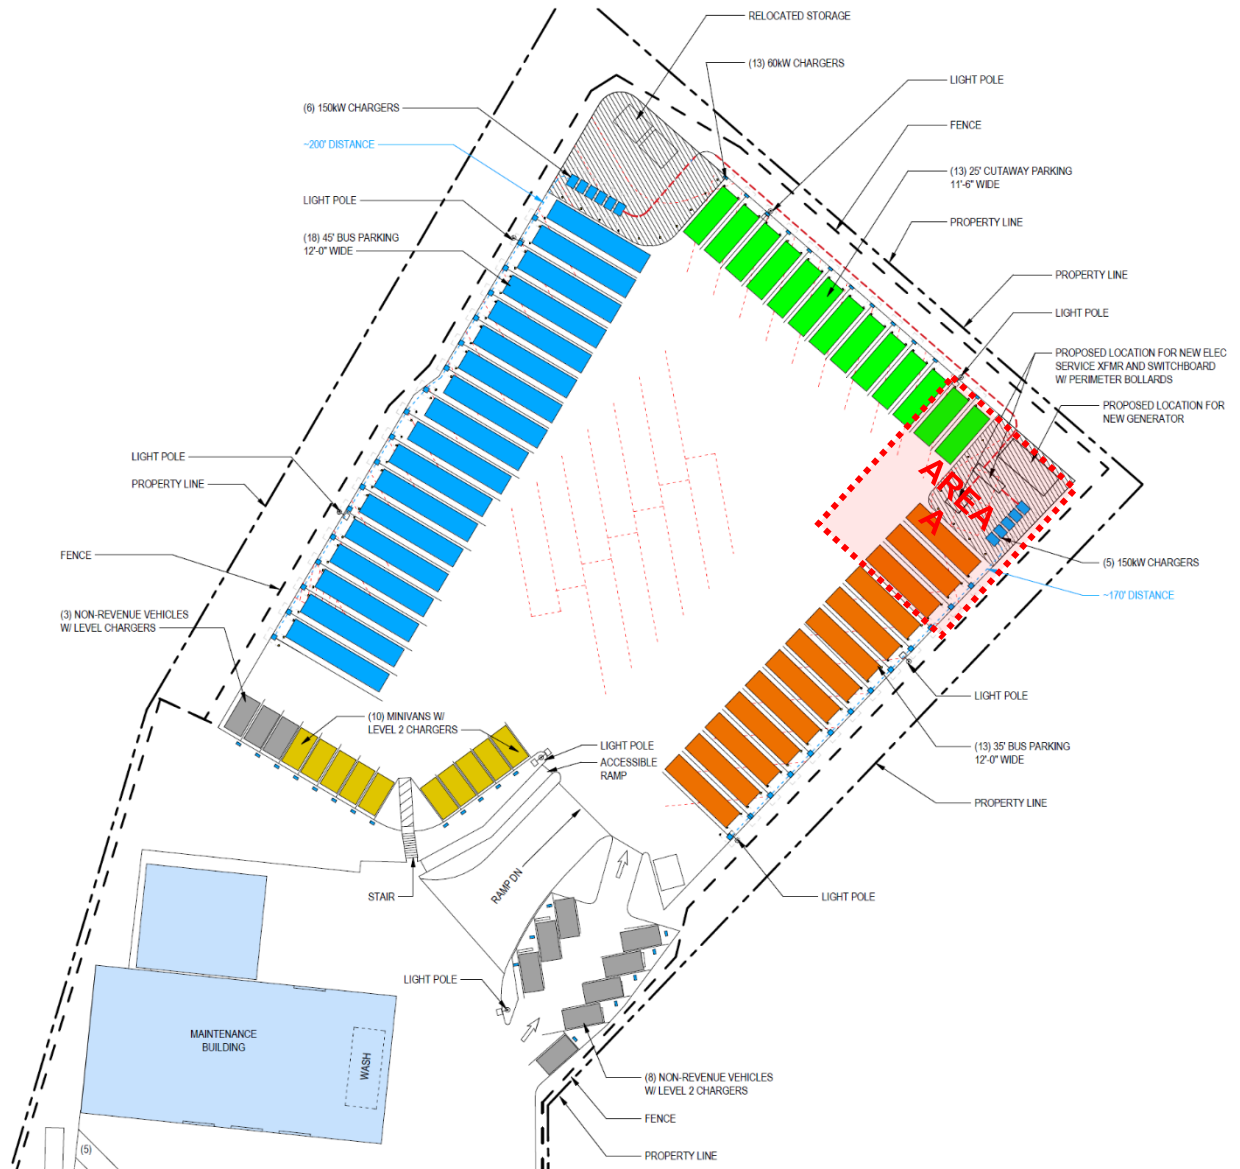 RELOCATED STORAGE
(13) 60kW CHARGERS
LIGHT POLE
(6) 150kW CHARGERS
FENCE
~200' DISTANCE
(13) 25' CUTAWAY PARKING
11'-6" WIDE
LIGHT POLE
PROPERTY LINE
(18) 45' BUS PARKING
12'-0" WIDE
PROPERTY LINE
LIGHT POLE
PROPOSED LOCATION FOR NEW ELEC
SERVICE XFMR AND SWITCHBOARD
W/ PERIMETER BOLLARDS
PROPOSED LOCATION FOR
NEW GENERATOR
LIGHT POLE
PROPERTY LINE
AREA
A
FENCE
(5) 150kW CHARGERS
~170' DISTANCE
(3) NON-REVENUE VEHICLES
W/ LEVEL CHARGERS
LIGHT POLE
(10) MINIVANS W/
LEVEL 2 CHARGERS
LIGHT POLE
ACCESSIBLE
RAMP
(13) 35' BUS PARKING
12'-0" WIDE
PROPERTY LINE
RAMP DN
STAIR
LIGHT POLE
LIGHT POLE
MAINTENANCE
BUILDING
WASH
(8) NON-REVENUE VEHICLES
W/ LEVEL 2 CHARGERS
FENCE
(5)
PROPERTY LINE